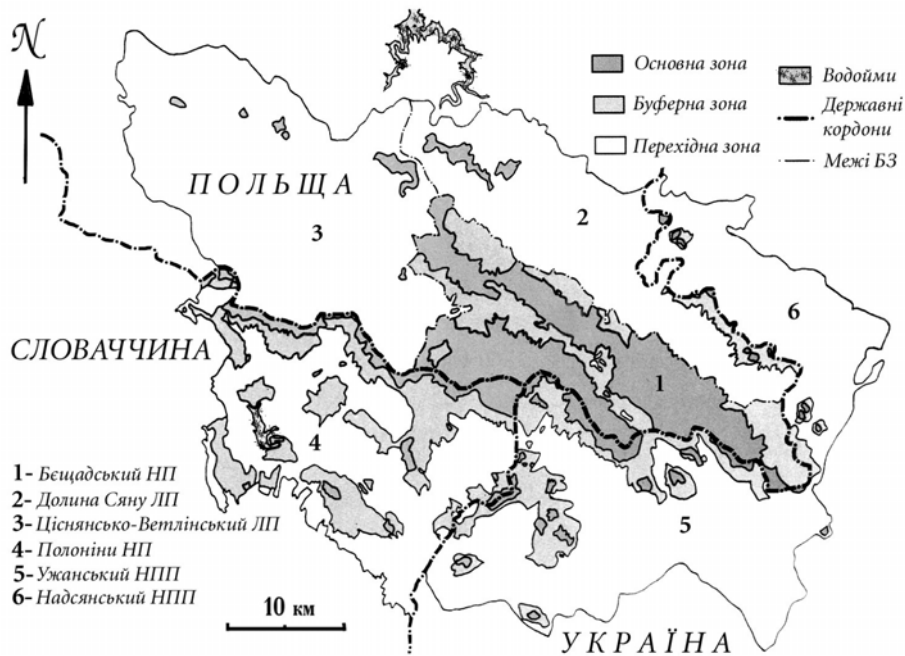 N
Основна зона
Буферна зона
Перехідна зона
Водойми
Державні
кордони
Межі БЗ
ПОЛЬЩА
3
2
6
СЛОВАЧЧИНА
1
4
5
1- Бєщадський НП
2- Долина Сяну ЛП
3- Ціснянсько-Ветлінський ЛП
4- Полоніни НП
5- Ужанський НПП
6- Надсянський НПП
10 км
УКРАЇНА